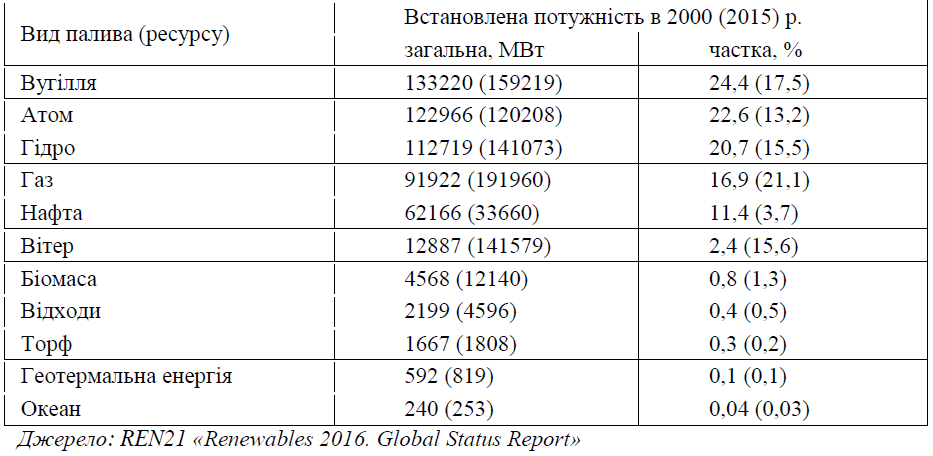 Вид палива (ресурсу) Встановлена потужність в 2000 (2015) р.
загальна, МВт частка, %
Вугілля 133220 (159219) 24,4 (17,5)
Атом 122966 (120208) 22,6 (13,2)
Гідро 112719 (141073) 20,7 (15,5)
Газ 91922 (191960) 16,9 (21,1)
Нафта 62166 (33660) 11,4 (3,7)
Вітер 12887 (141579) 2,4 (15,6)
Біомаса 4568 (12140) 0,8 (1,3)
Відходи 2199 (4596) 0,4 (0,5)
Торф 1667 (1808) 0,3 (0,2)
Геотермальна енергія 592 (819) 0,1 (0,1)
Океан 240 (253) 0,04 (0,03)
Джерело: REN21 «Renewables 2016. Global Status Report»